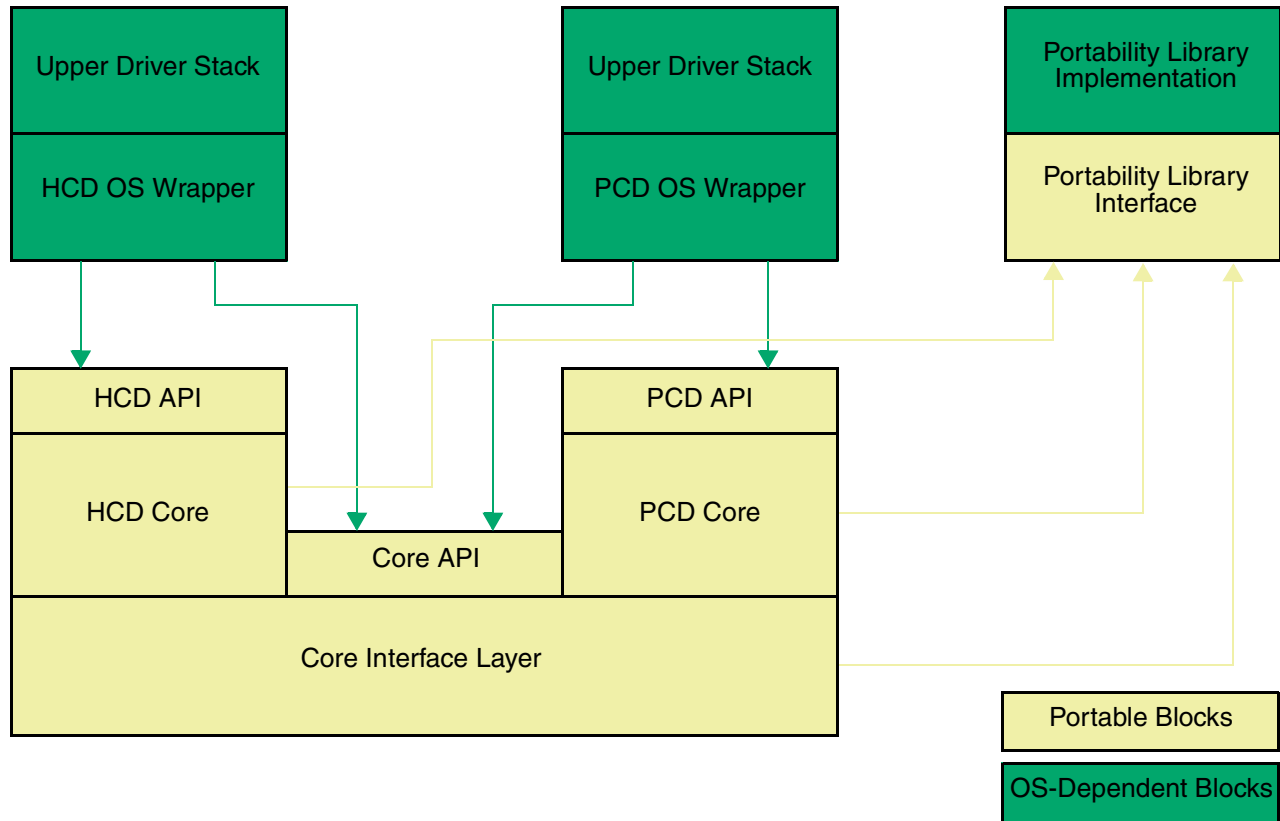 Upper Driver Stack
HCD OS Wrapper
Upper Driver Stack
PCD OS Wrapper
Portability Library
Implementation
Portability Library
Interface
HCD API
HCD Core
Core API
PCD API
PCD Core
Core Interface Layer
Portable Blocks
OS-Dependent Blocks